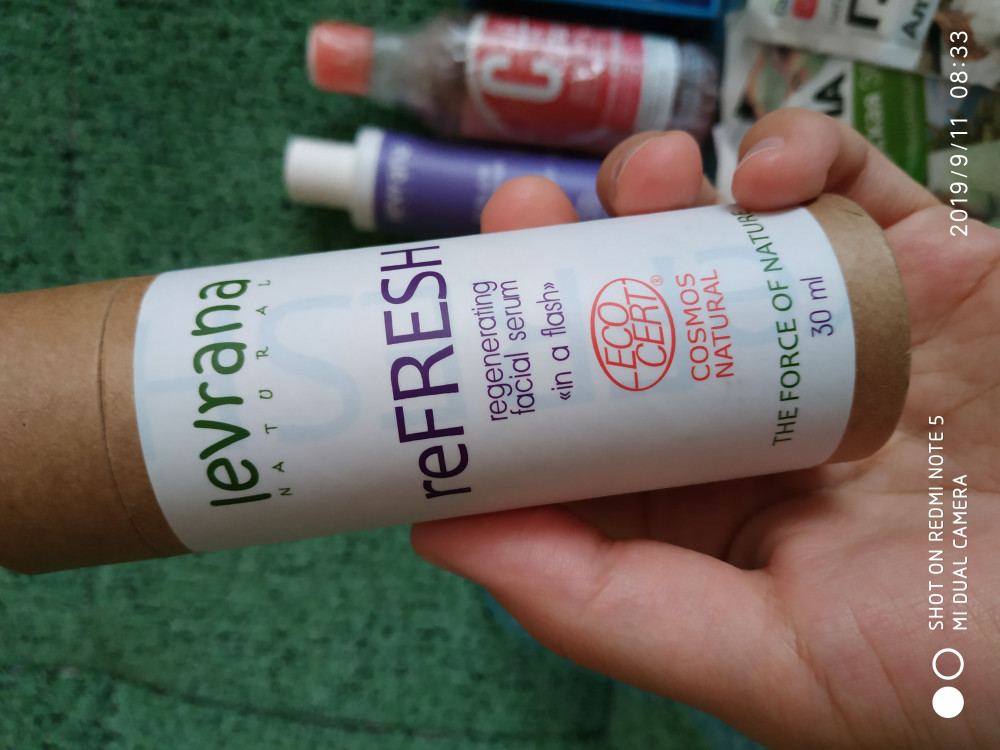 levrana
NATURAL
reFRESH
regenerating
facial serum
«in a flash»
ECO
CERT®
COSMOS
NATURAL
THE FORCE OF NATURE
30 ml
SHOT ON REDMI NOTE 5
MI DUAL CAMERA
2019/9/11 08:33